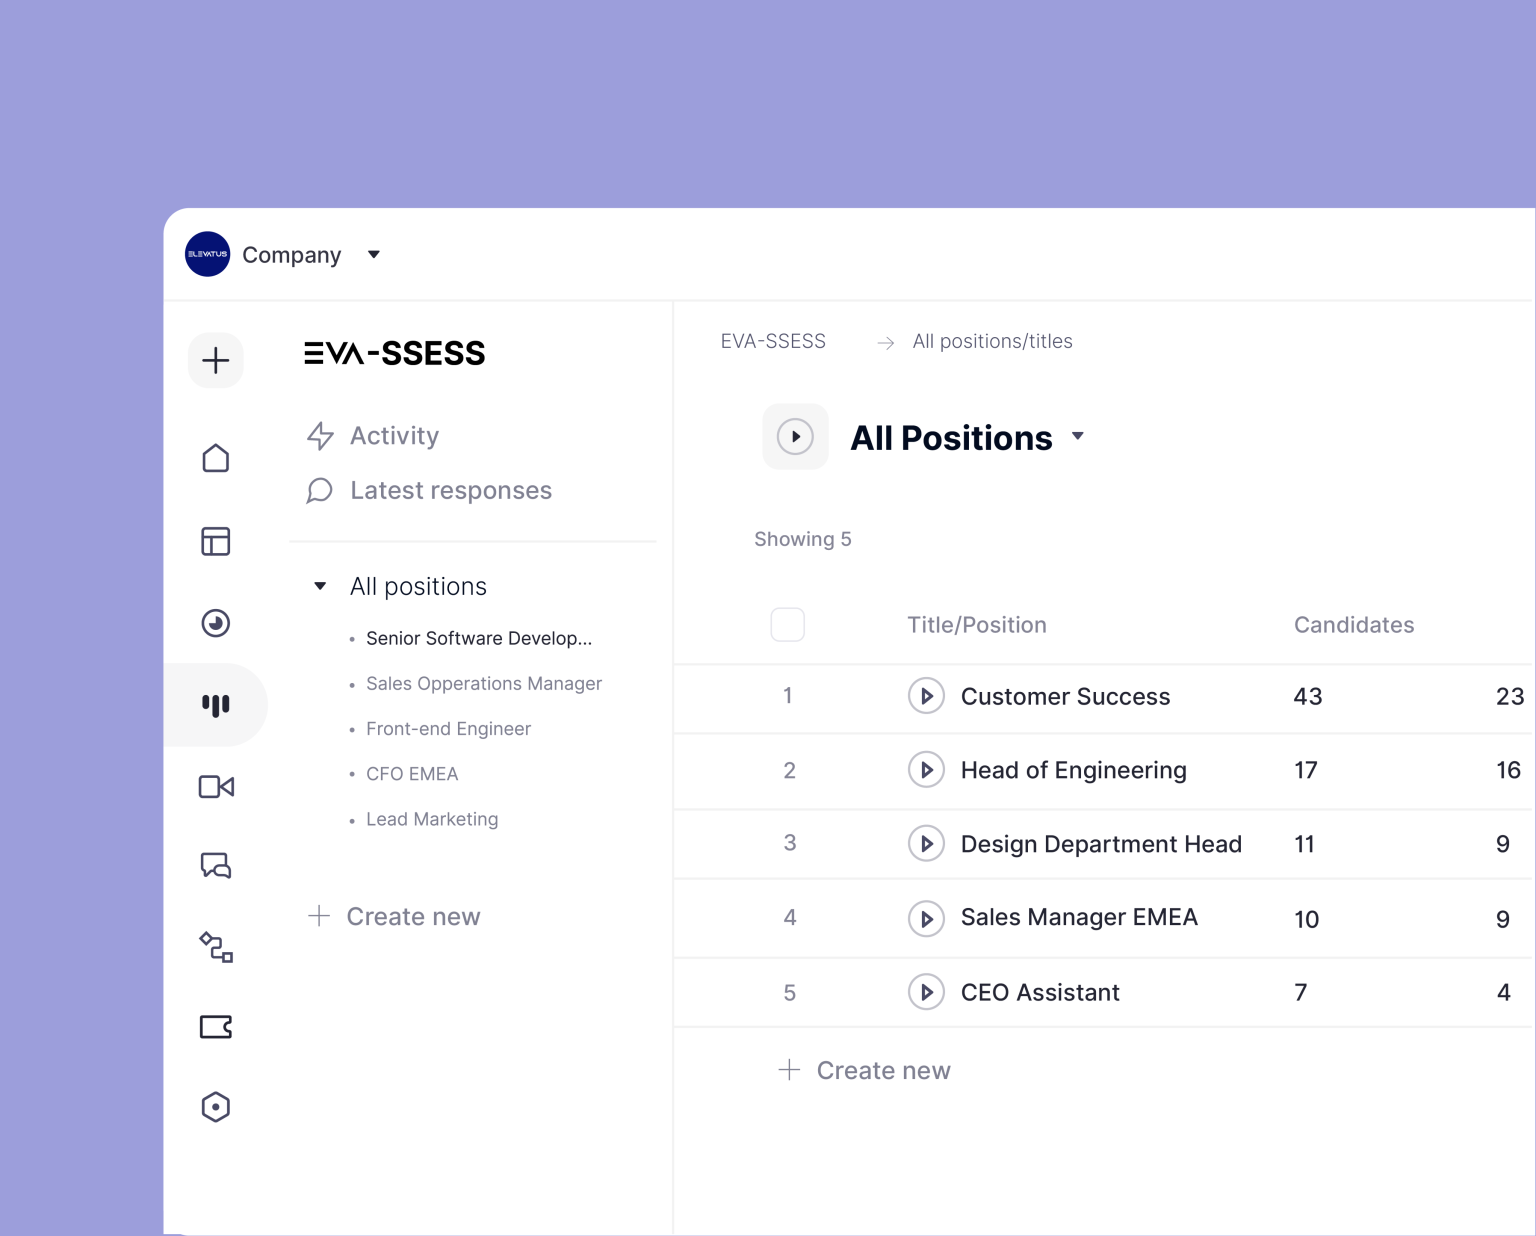 ELEVATUS
Company
EVA-SSESS
Activity
Latest responses
All positions
Senior Software Develop...
Sales Opperations Manager
Front-end Engineer
CFO EMEA
Lead Marketing
Create new
EVA-SSESS → All positions/titles
All Positions
Showing 5
Title/Position Candidates
1 Customer Success 43 23
2 Head of Engineering 17 16
3 Design Department Head 11 9
4 Sales Manager EMEA 10 9
5 CEO Assistant 7 4
Create new